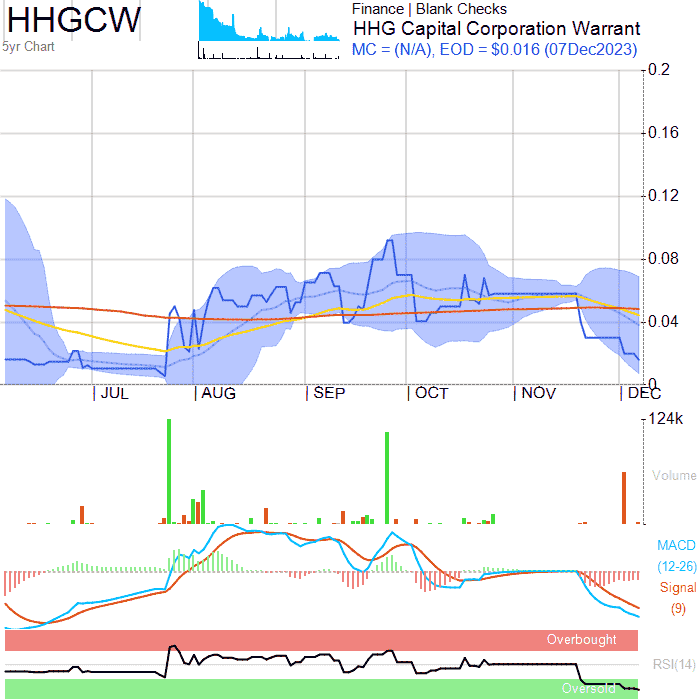 HHGCW
5yr Chart
Finance | Blank Checks
HHG Capital Corporation Warrant
MC = (N/A), EOD = $0.016 (07Dec2023)
0.2
0.16
0.12
0.08
0.04
0
JUL AUG SEP OCT NOV DEC
124k
Volume
MACD
(12-26)
Signal
(9)
Overbought
RSI(14)
Oversold